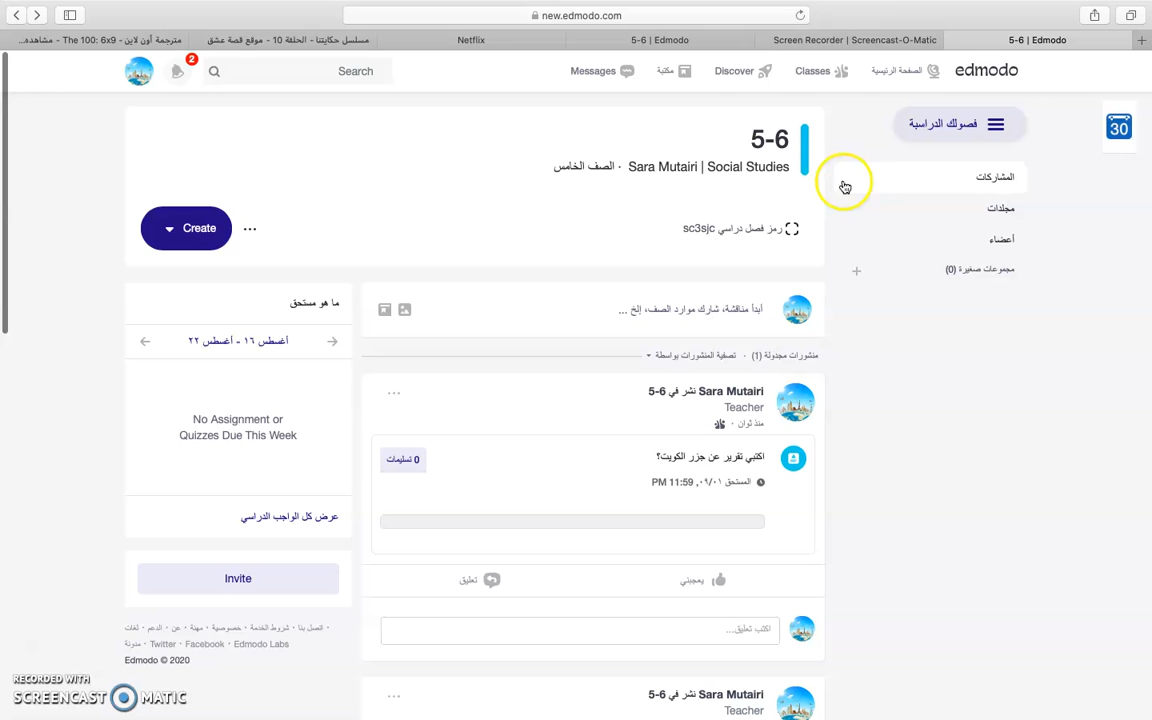 new.edmodo.com
مترجمة أون لاين - The 100: 6x9 - مشاهده...
مسلسل حكايتنا - الحلقة 10 - موقع قصة عشق
Netflix
5-6 | Edmodo
Screen Recorder | Screencast-O-Matic
5-6 | Edmodo
edmodo
الصفحة الرئيسية
Classes
Discover
مكتبة
Messages
Search
2
فصولك الدراسية
30
المشاركات
مجلدات
أعضاء
مجموعات صغيرة (0)
5-6
Sara Mutairi | Social Studies · الصف الخامس
رمز فصل دراسي sc3sjc
Create
أبدأ مناقشة، شارك موارد الصف، إلخ ...
منشورات مجدولة (1) · تصفية المنشورات بواسطة
Sara Mutairi نشر في 5-6
Teacher
منذ ثوان ·
اكتبي تقرير عن جزر الكويت؟
المستحق ٠٩/٠١, 11:59 PM
0 تسليمات
يعجبني
تعليق
اكتب تعليق...
Sara Mutairi نشر في 5-6
Teacher
ما هو مستحق
أغسطس ١٦ - أغسطس ٢٢
No Assignment or
Quizzes Due This Week
عرض كل الواجب الدراسي
Invite
اتصل بنا · شروط الخدمة · خصوصية · مهنة · عن · الدعم · لغات ·
Edmodo Labs · Facebook · Twitter · مدونة
Edmodo © 2020
RECORDED WITH
SCREENCAST MATIC